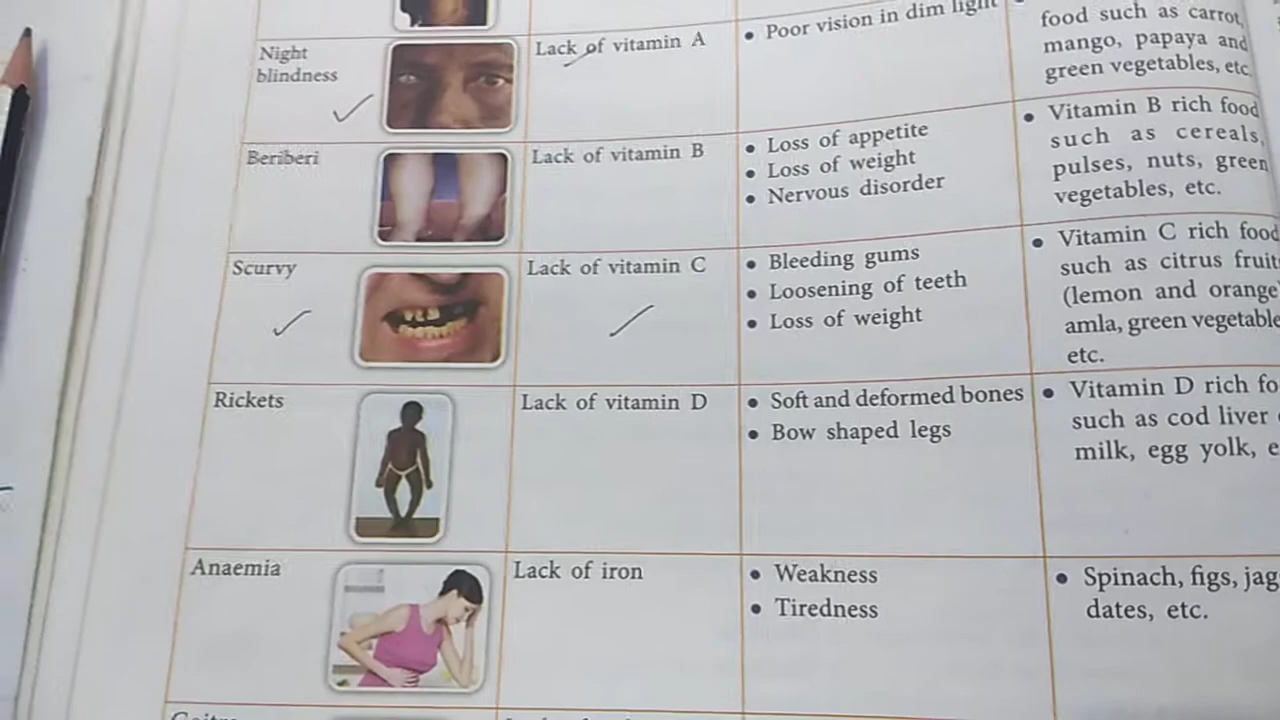 Night
blindness
Lack of vitamin A
Poor vision in dim light
food such as carrot,
mango, papaya and
green vegetables, etc.
Beriberi
Lack of vitamin B
• Loss of appetite
• Loss of weight
• Nervous disorder
• Vitamin B rich food
such as cereals,
pulses, nuts, green
vegetables, etc.
Scurvy
Lack of vitamin C
• Bleeding gums
• Loosening of teeth
• Loss of weight
• Vitamin C rich food
such as citrus fruit
(lemon and orange
amla, green vegetable
etc.
Rickets
Lack of vitamin D
• Soft and deformed bones
• Bow shaped legs
• Vitamin D rich fo
such as cod liver
milk, egg yolk, e
Anaemia
Lack of iron
• Weakness
• Tiredness
• Spinach, figs, jag
dates, etc.